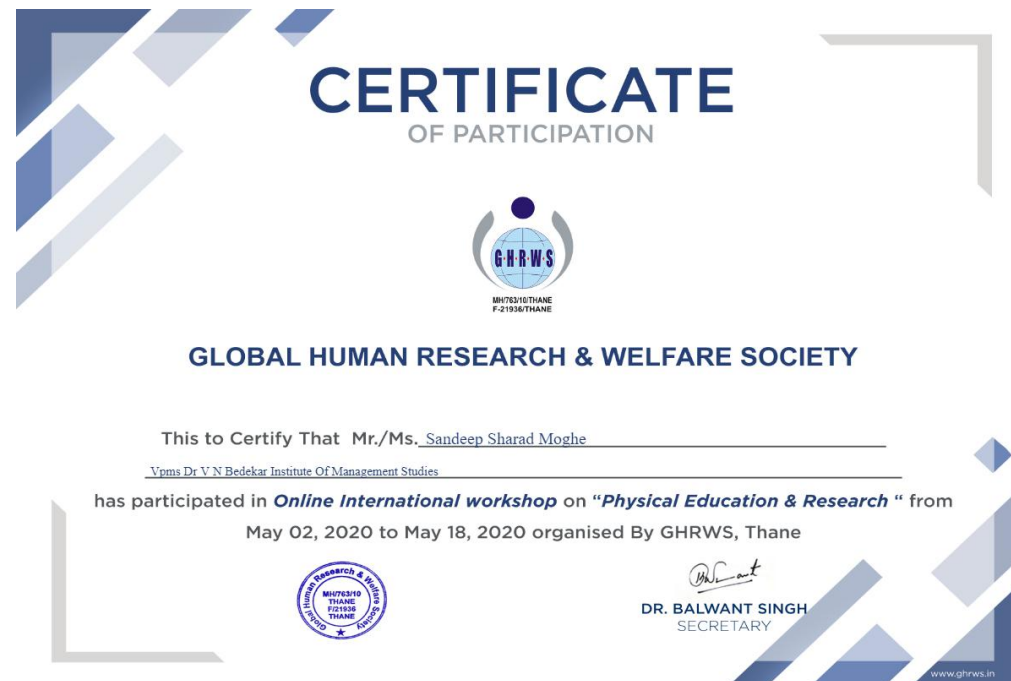 CERTIFICATE
OF PARTICIPATION
G·H·R·W·S
MH/763/10/THANE
F-21936/THANE
GLOBAL HUMAN RESEARCH & WELFARE SOCIETY
This to Certify That Mr./Ms. Sandeep Sharad Moghe
Vpms Dr V N Bedekar Institute Of Management Studies
has participated in Online International workshop on “Physical Education & Research “ from
May 02, 2020 to May 18, 2020 organised By GHRWS, Thane
Global Human Research & Welfare Society
MH/763/10
THANE
F/21936
THANE
DR. BALWANT SINGH
SECRETARY
www.ghrws.in